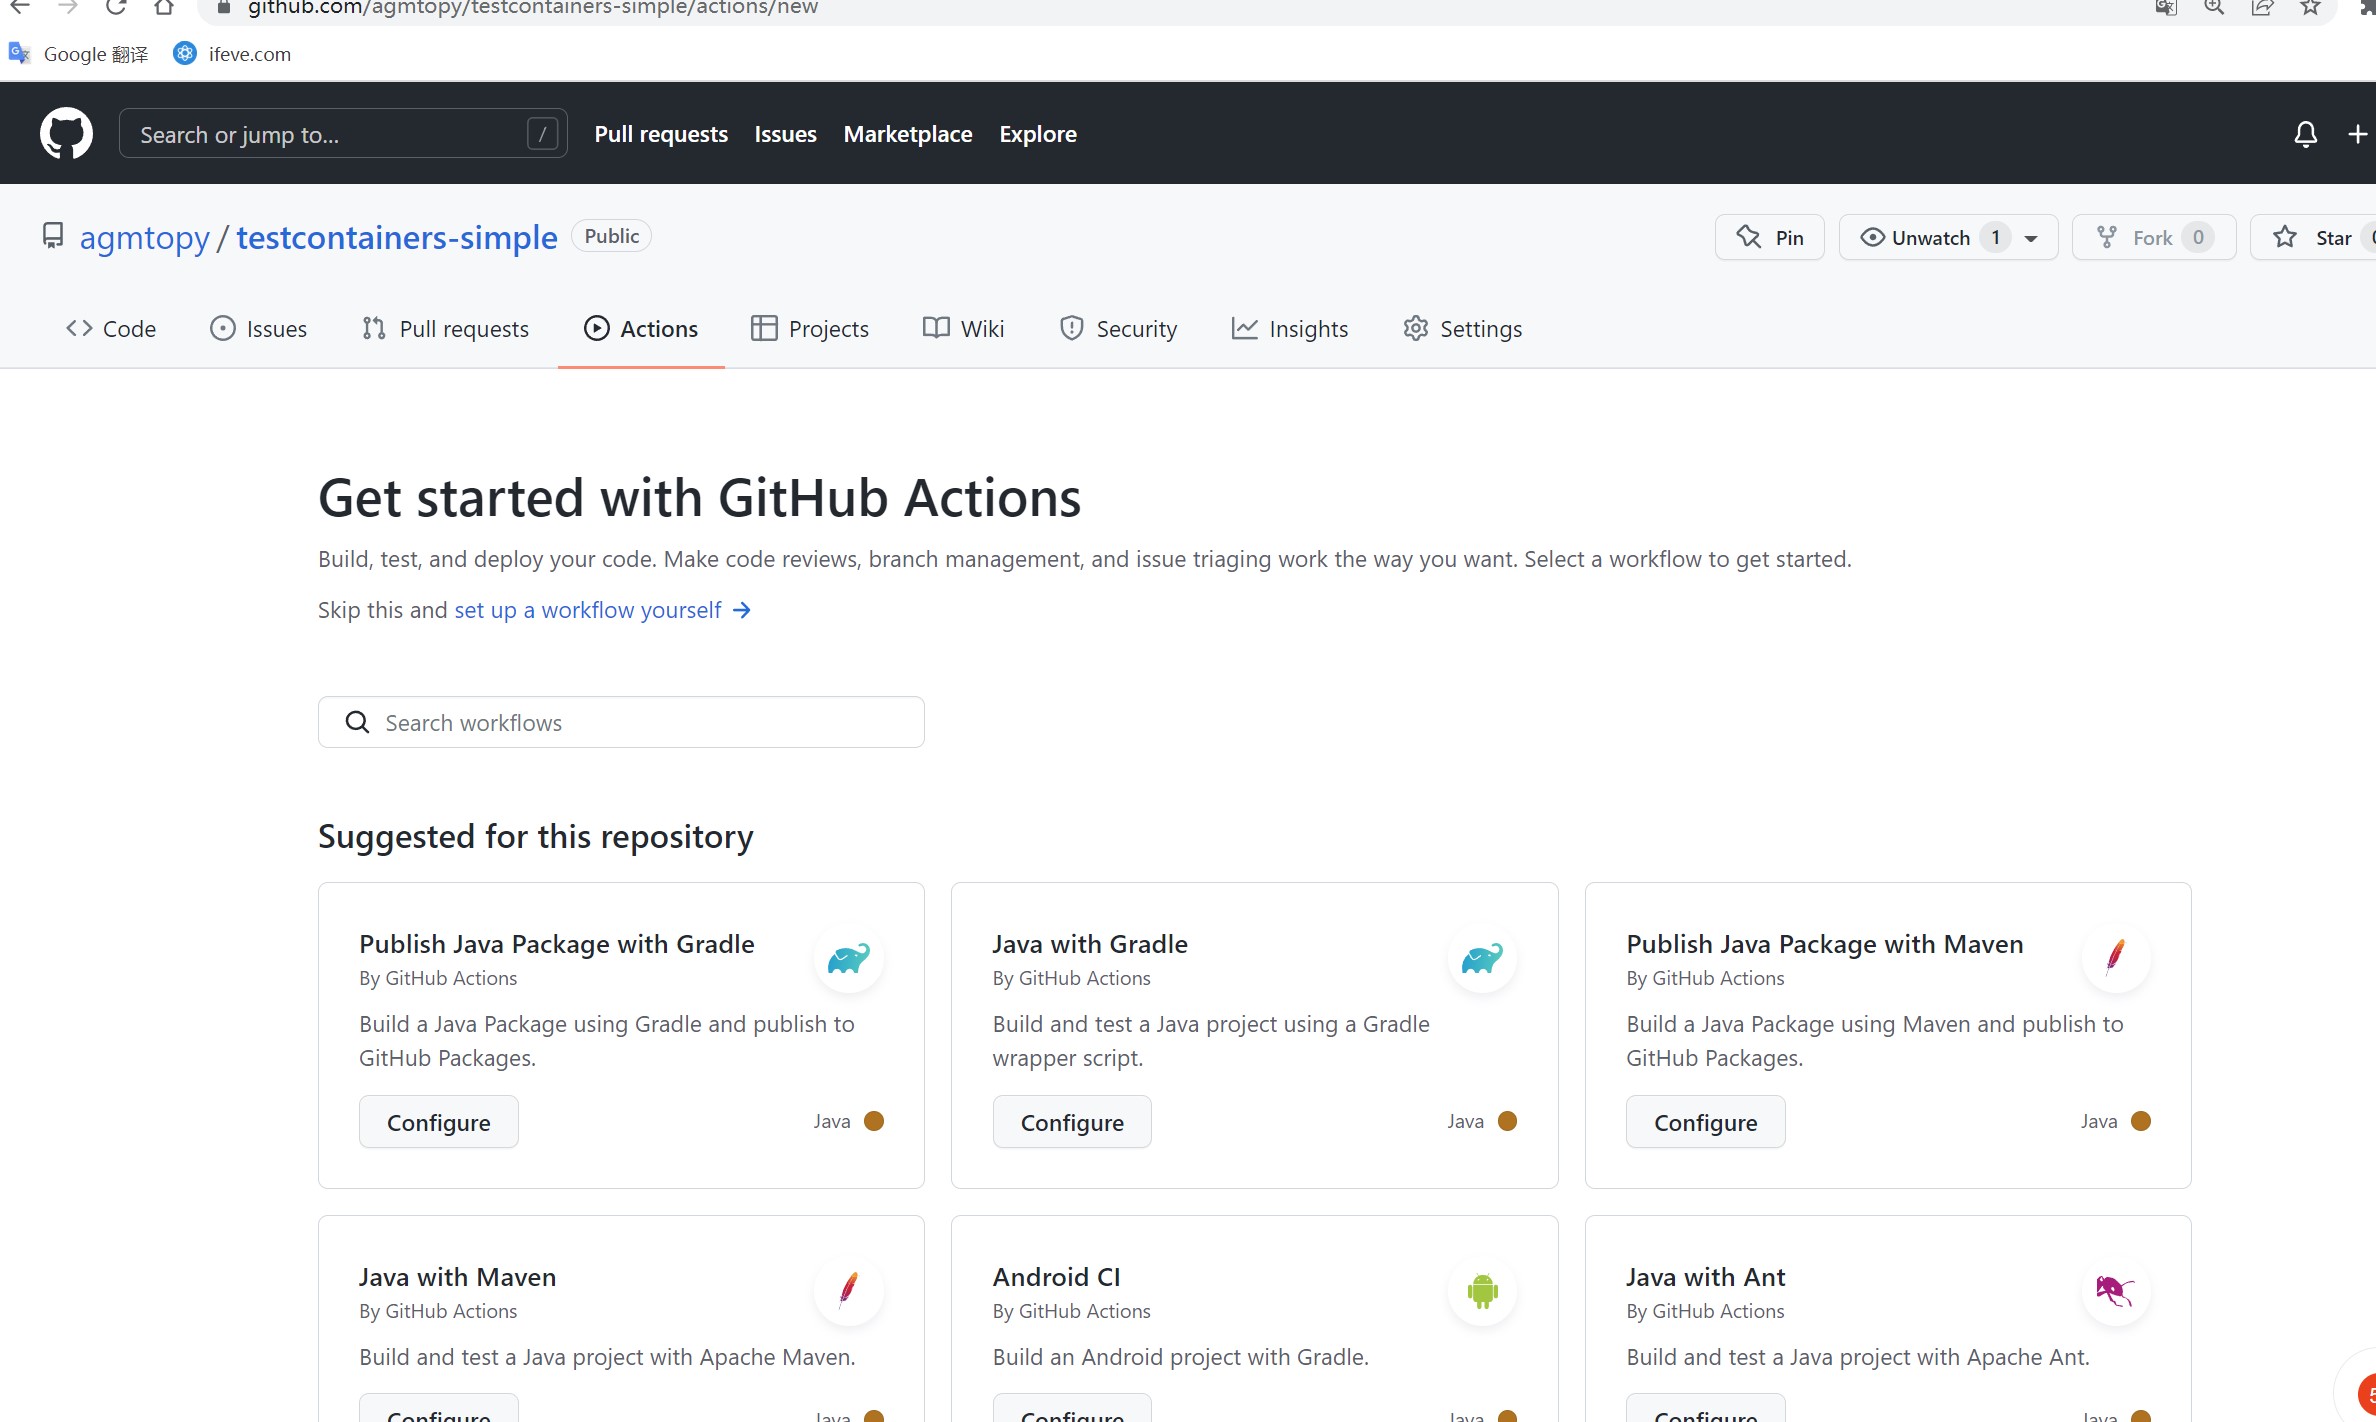 github.com/agmtopy/testcontainers-simple/actions/new
Google 翻译 ifeve.com
Search or jump to... / Pull requests Issues Marketplace Explore
agmtopy / testcontainers-simple Public Pin Unwatch 1 Fork 0 Star
Code Issues Pull requests Actions Projects Wiki Security Insights Settings
Get started with GitHub Actions
Build, test, and deploy your code. Make code reviews, branch management, and issue triaging work the way you want. Select a workflow to get started.
Skip this and set up a workflow yourself →
Search workflows
Suggested for this repository
Publish Java Package with Gradle
By GitHub Actions
Build a Java Package using Gradle and publish to
GitHub Packages.
Configure Java
Java with Gradle
By GitHub Actions
Build and test a Java project using a Gradle
wrapper script.
Configure Java
Publish Java Package with Maven
By GitHub Actions
Build a Java Package using Maven and publish to
GitHub Packages.
Configure Java
Java with Maven
By GitHub Actions
Build and test a Java project with Apache Maven.
Configure Java
Android CI
By GitHub Actions
Build an Android project with Gradle.
Configure Java
Java with Ant
By GitHub Actions
Build and test a Java project with Apache Ant.
Configure Java